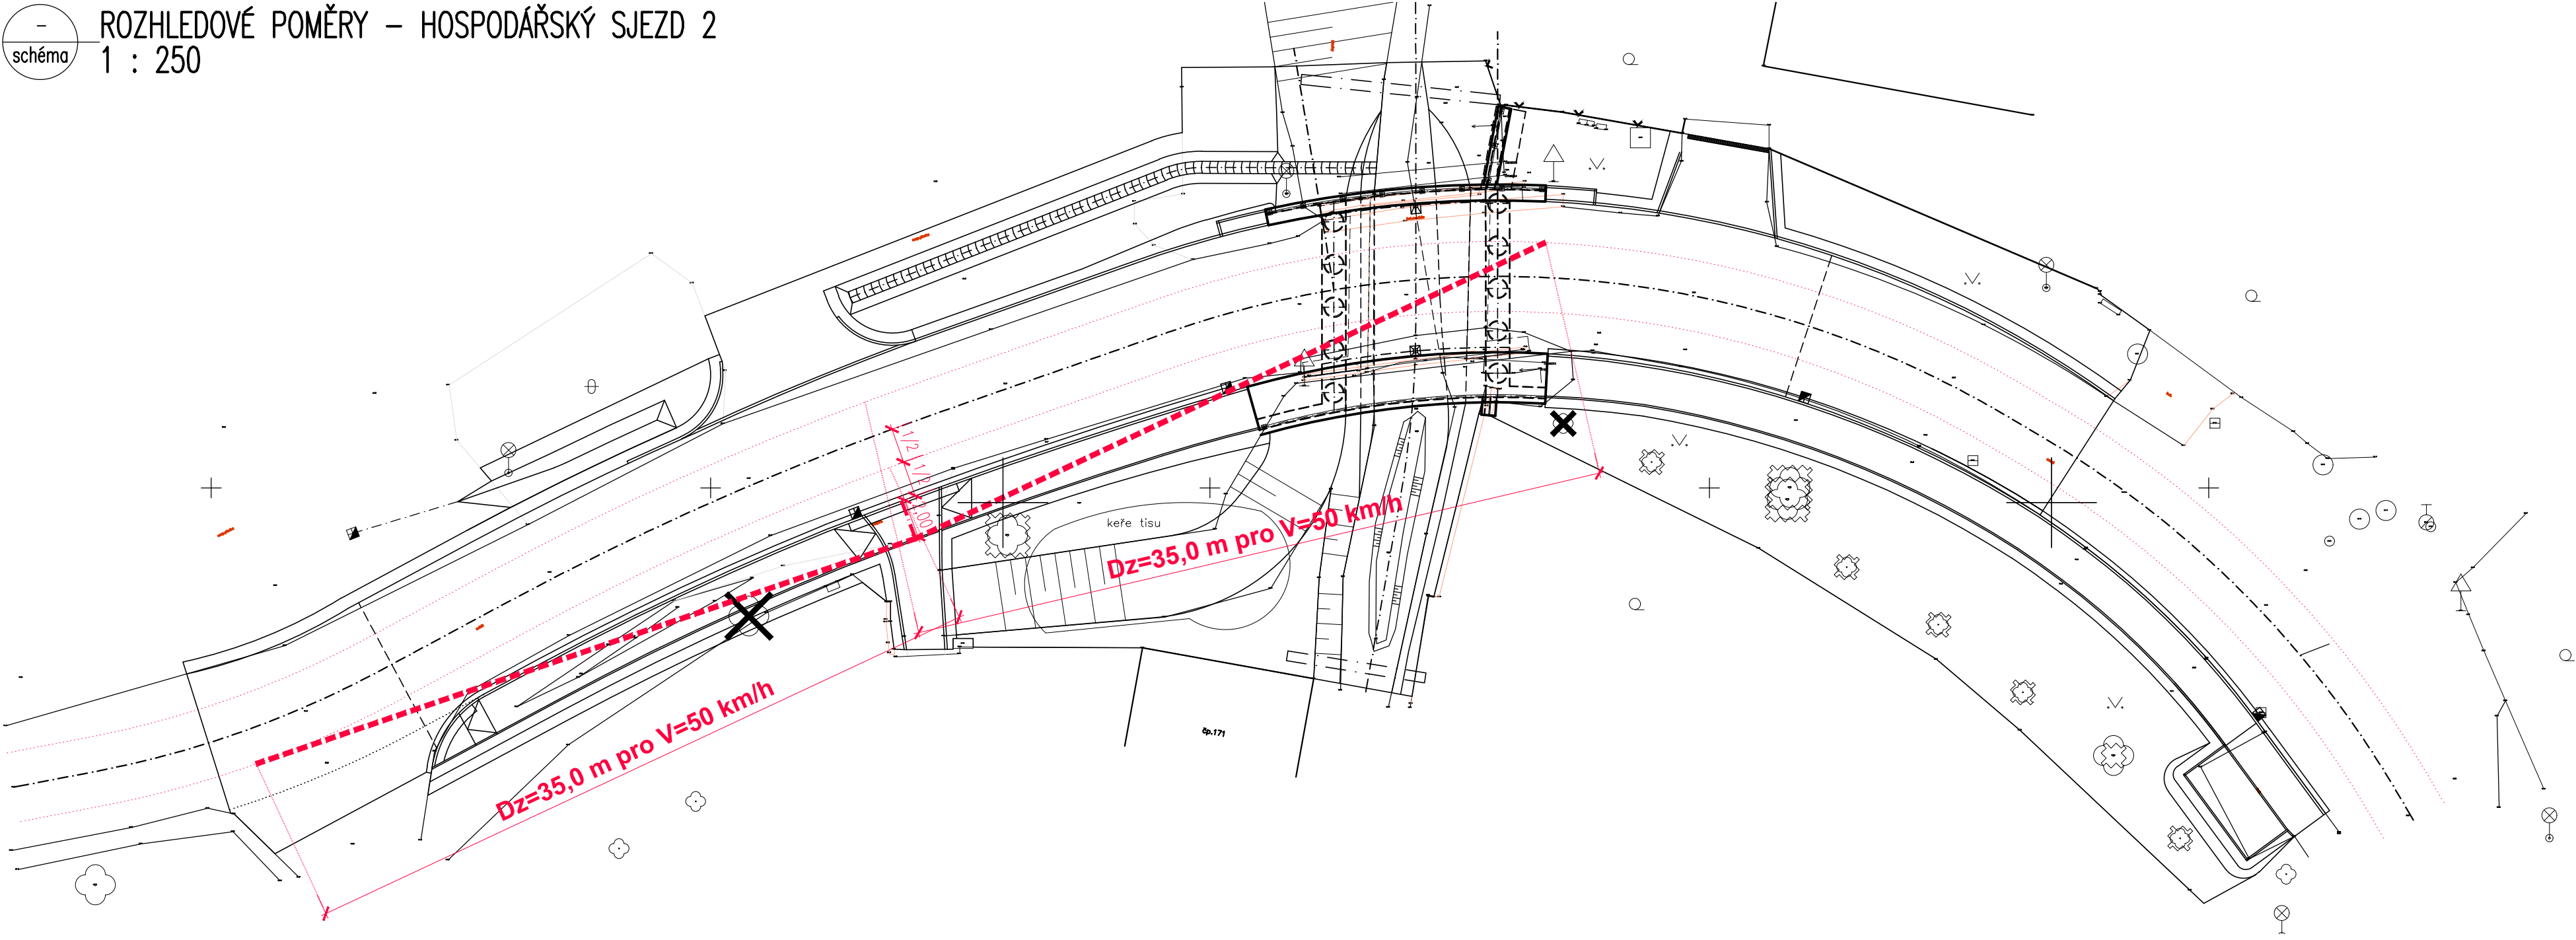 –
schéma
ROZHLEDOVÉ POMĚRY – HOSPODÁŘSKÝ SJEZD 2
1 : 250
1/2
1/2
2,00
keře tisu
Dz=35,0 m pro V=50 km/h
Dz=35,0 m pro V=50 km/h
čp.171